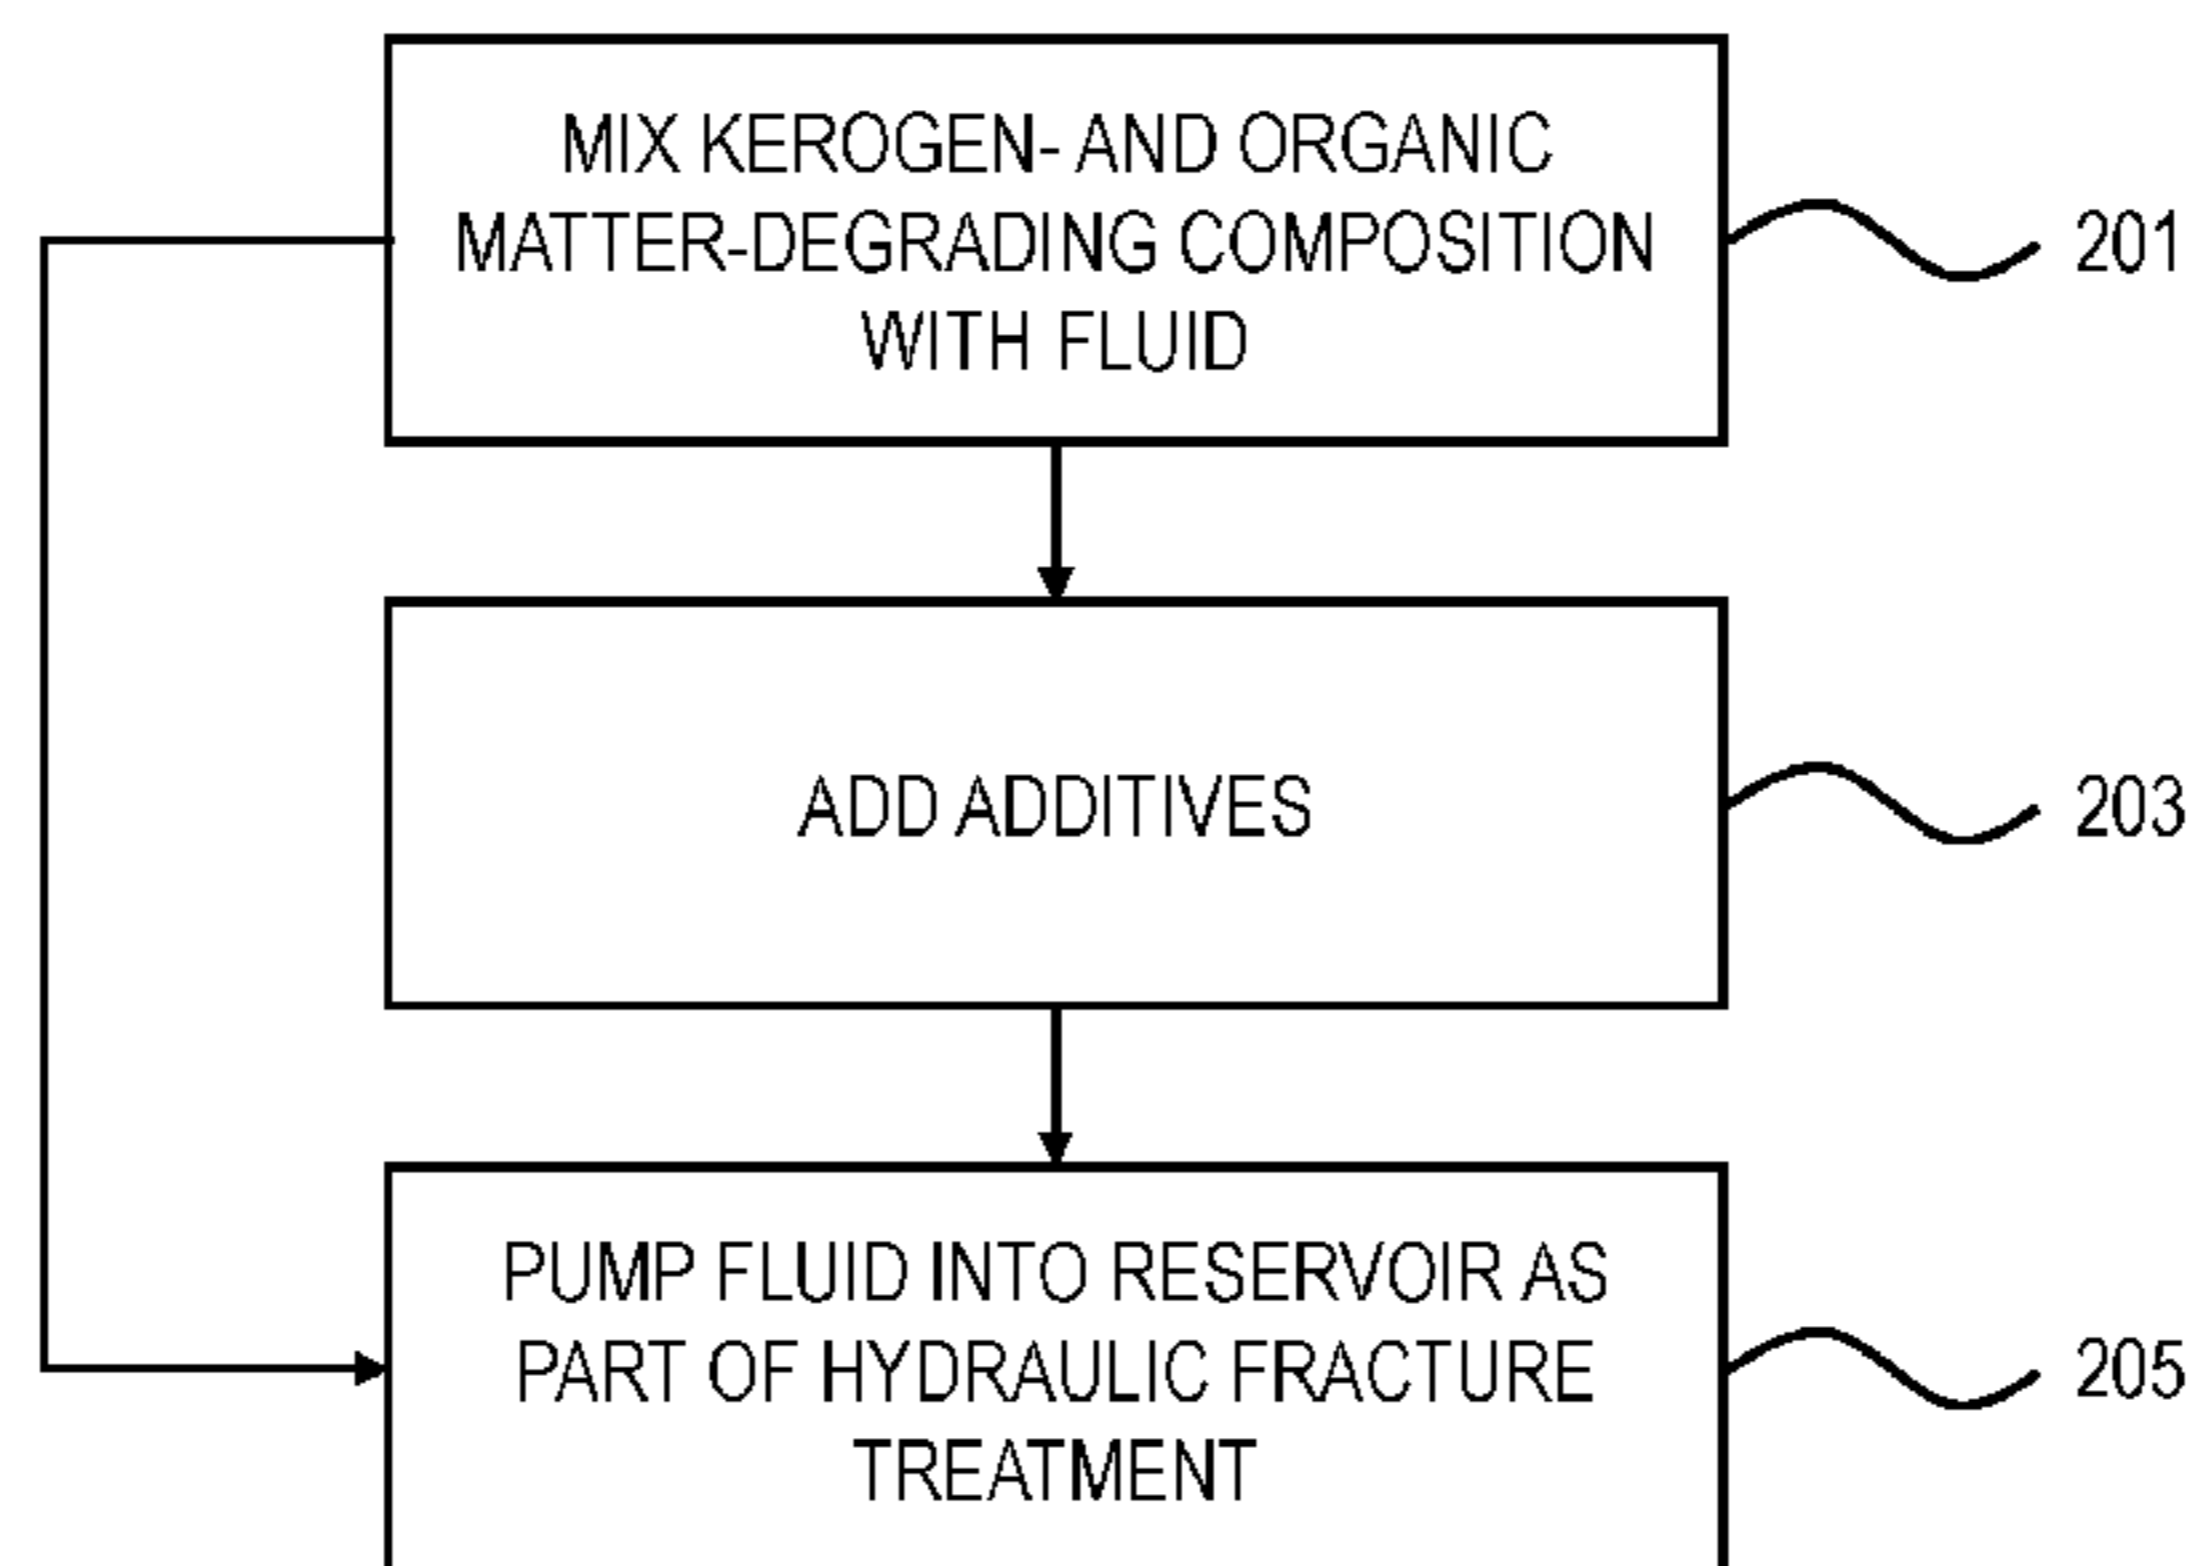 MIX KEROGEN- AND ORGANIC
MATTER-DEGRADING COMPOSITION
WITH FLUID
201
ADD ADDITIVES
203
PUMP FLUID INTO RESERVOIR AS
PART OF HYDRAULIC FRACTURE
TREATMENT
205